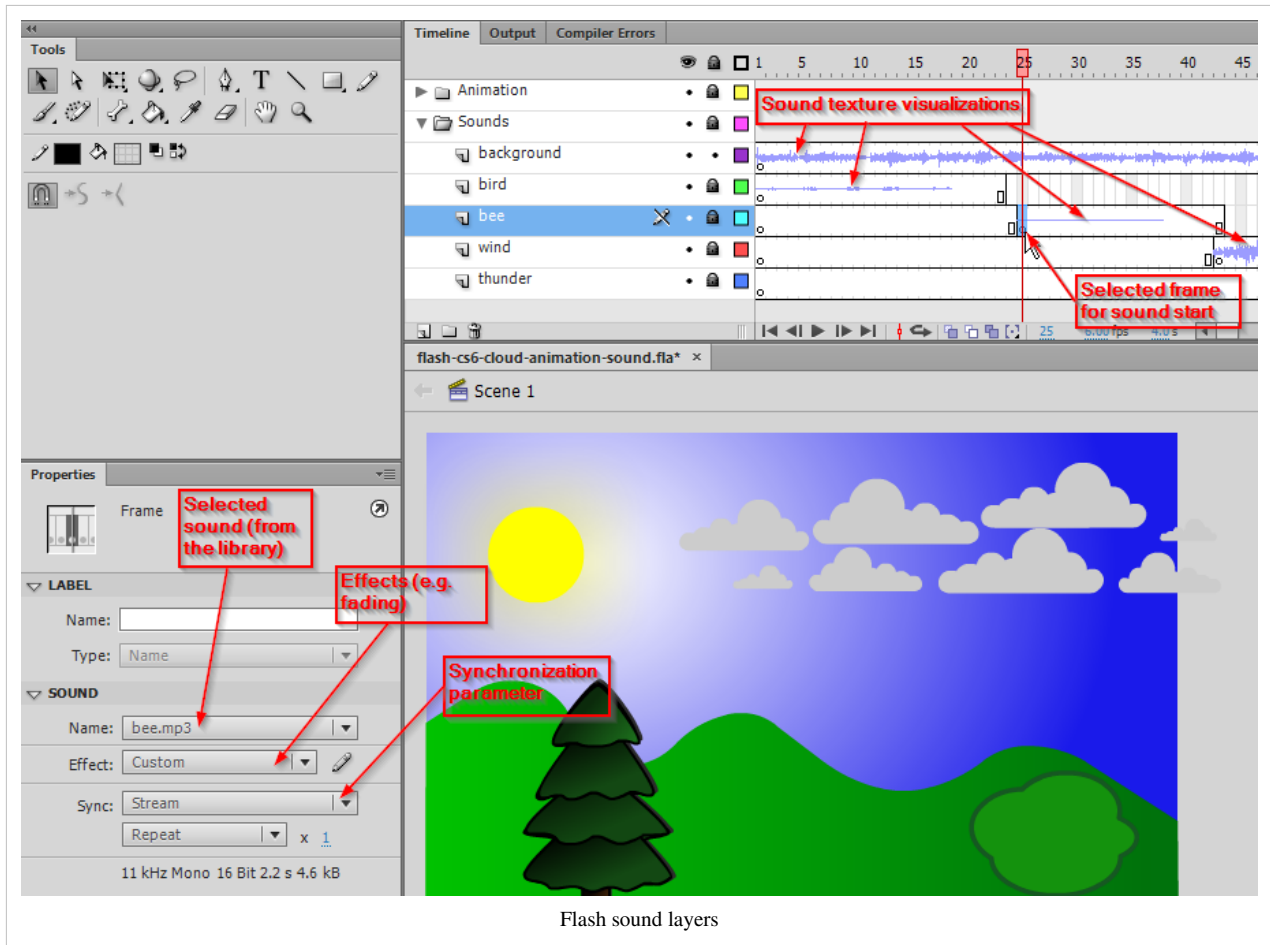 Tools
Timeline Output Compiler Errors
1 5 10 15 20 25 30 35 40 45
Animation
Sounds
background
bird
bee
wind
thunder
Sound texture visualizations
Selected frame
for sound start
25 6.00 fps 4.0 s
flash-cs6-cloud-animation-sound.fla* ×
Scene 1
T
Properties
Frame
Selected
sound (from
the library)
LABEL
Effects (e.g.
fading)
Name:
Type: Name
Synchronization
parameter
SOUND
Name: bee.mp3
Effect: Custom
Sync: Stream
Repeat x 1
11 kHz Mono 16 Bit 2.2 s 4.6 kB
Flash sound layers